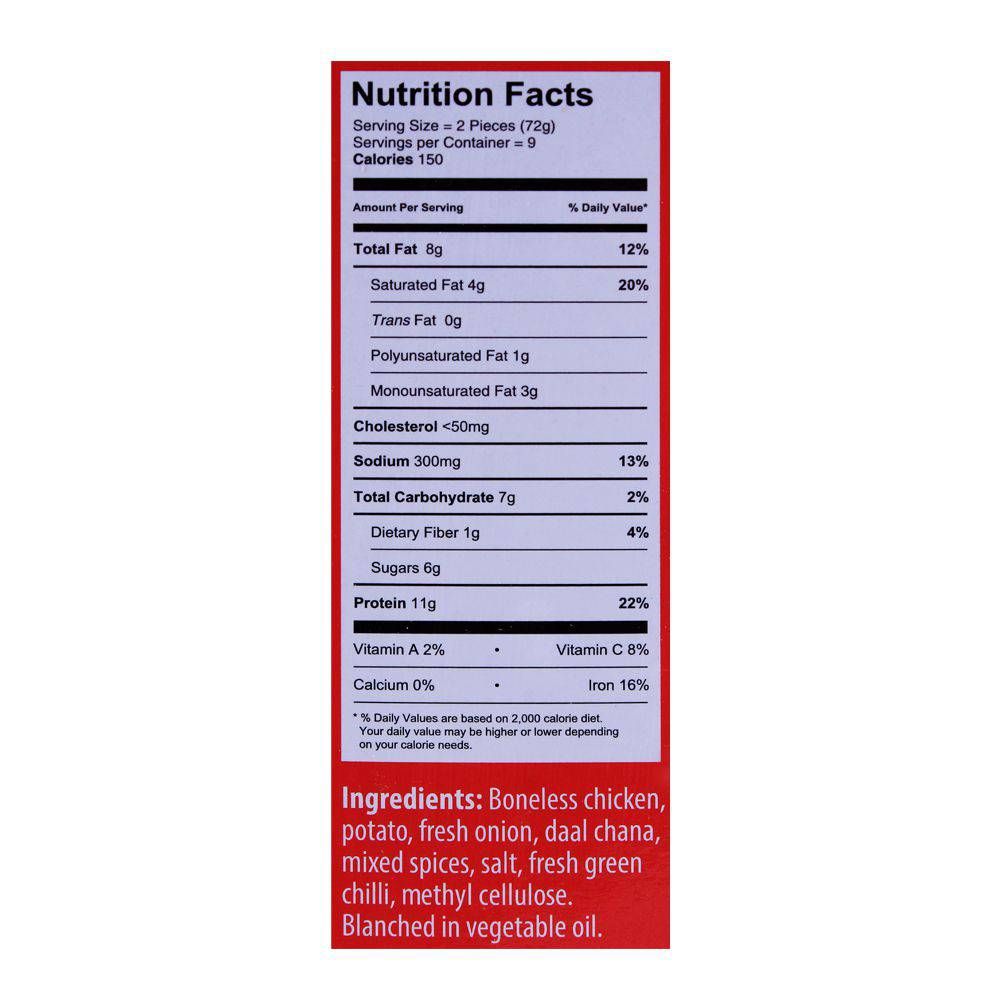 Nutrition Facts
Serving Size = 2 Pieces (72g)
Servings per Container = 9
Calories 150
Amount Per Serving % Daily Value*
Total Fat 8g 12%
Saturated Fat 4g 20%
Trans Fat 0g
Polyunsaturated Fat 1g
Monounsaturated Fat 3g
Cholesterol <50mg
Sodium 300mg 13%
Total Carbohydrate 7g 2%
Dietary Fiber 1g 4%
Sugars 6g
Protein 11g 22%
Vitamin A 2% • Vitamin C 8%
Calcium 0% • Iron 16%
* % Daily Values are based on 2,000 calorie diet.
Your daily value may be higher or lower depending
on your calorie needs.
Ingredients: Boneless chicken,
potato, fresh onion, daal chana,
mixed spices, salt, fresh green
chilli, methyl cellulose.
Blanched in vegetable oil.